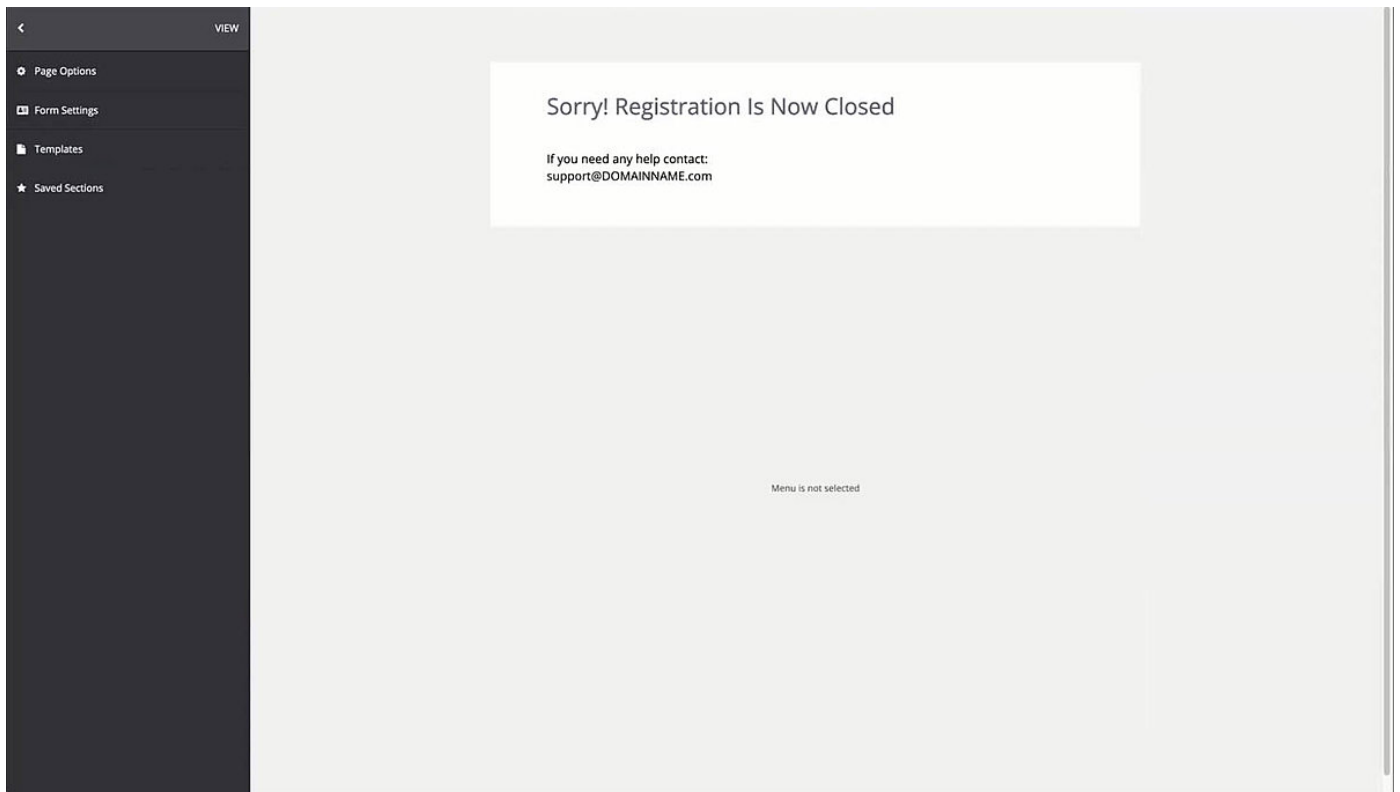 VIEW
Page Options
Form Settings
Templates
Saved Sections
Sorry! Registration Is Now Closed
If you need any help contact:
support@DOMAINNAME.com
Menu is not selected